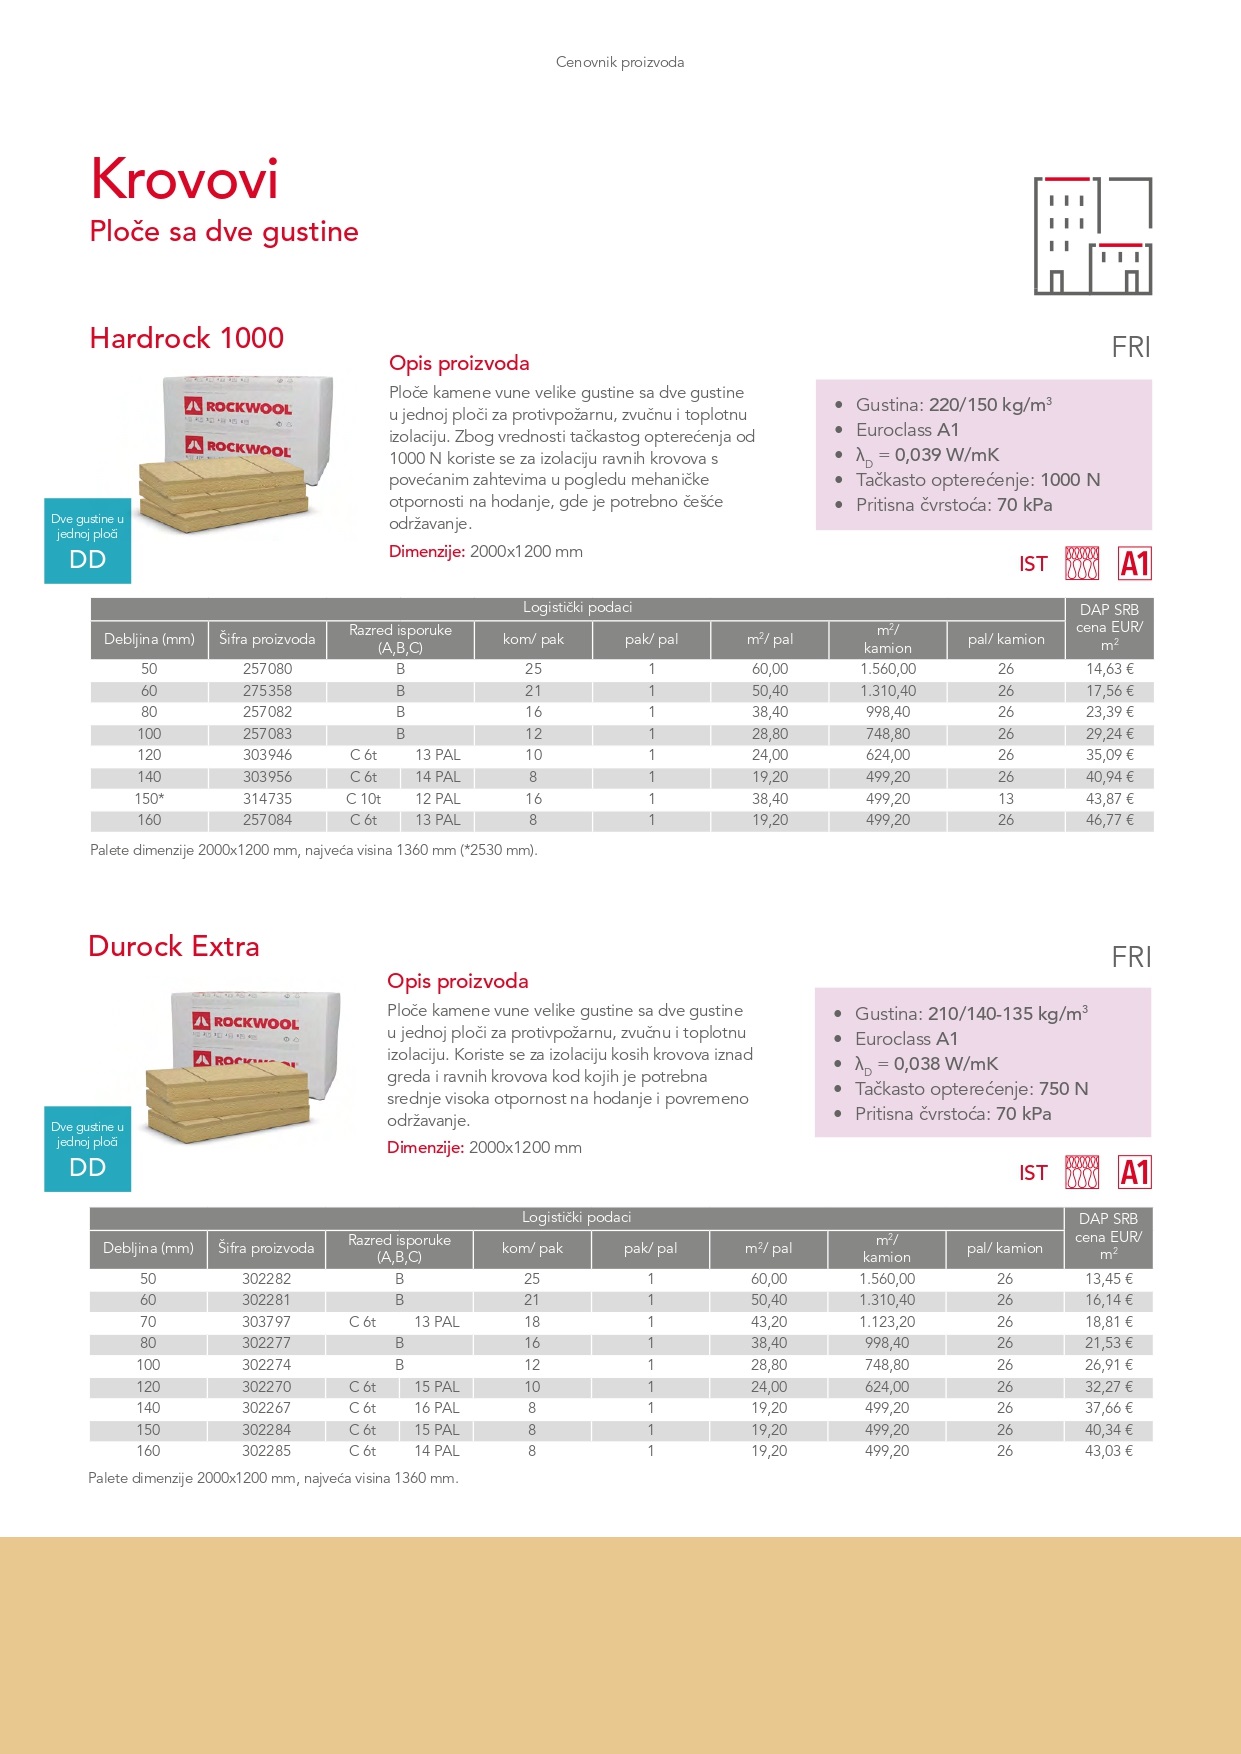 Cenovnik proizvoda
Krovovi
Ploče sa dve gustine
Hardrock 1000
FRI
ROCKWOOL
ROCKWOOL
Dve gustine u
jednoj ploči
DD
Opis proizvoda
Ploče kamene vune velike gustine sa dve gustine
u jednoj ploči za protivpožarnu, zvučnu i toplotnu
izolaciju. Zbog vrednosti tačkastog opterećenja od
1000 N koriste se za izolaciju ravnih krovova s
povećanim zahtevima u pogledu mehaničke
otpornosti na hodanje, gde je potrebno češće
održavanje.
Dimenzije: 2000x1200 mm
• Gustina: 220/150 kg/m³
• Euroclass A1
• λD = 0,039 W/mK
• Tačkasto opterećenje: 1000 N
• Pritisna čvrstoća: 70 kPa
IST A1
Logistički podaci DAP SRB cena EUR/ m²
Debljina (mm) Šifra proizvoda Razred isporuke (A,B,C) kom/ pak pak/ pal m²/ pal m²/ kamion pal/ kamion
50 257080 B 25 1 60,00 1.560,00 26 14,63 €
60 275358 B 21 1 50,40 1.310,40 26 17,56 €
80 257082 B 16 1 38,40 998,40 26 23,39 €
100 257083 B 12 1 28,80 748,80 26 29,24 €
120 303946 C 6t 13 PAL 10 1 24,00 624,00 26 35,09 €
140 303956 C 6t 14 PAL 8 1 19,20 499,20 26 40,94 €
150* 314735 C 10t 12 PAL 16 1 38,40 499,20 13 43,87 €
160 257084 C 6t 13 PAL 8 1 19,20 499,20 26 46,77 €
Palete dimenzije 2000x1200 mm, najveća visina 1360 mm (*2530 mm).
Durock Extra
FRI
ROCKWOOL
ROCKWOOL
Dve gustine u
jednoj ploči
DD
Opis proizvoda
Ploče kamene vune velike gustine sa dve gustine
u jednoj ploči za protivpožarnu, zvučnu i toplotnu
izolaciju. Koriste se za izolaciju kosih krovova iznad
greda i ravnih krovova kod kojih je potrebna
srednje visoka otpornost na hodanje i povremeno
održavanje.
Dimenzije: 2000x1200 mm
• Gustina: 210/140-135 kg/m³
• Euroclass A1
• λD = 0,038 W/mK
• Tačkasto opterećenje: 750 N
• Pritisna čvrstoća: 70 kPa
IST A1
Logistički podaci DAP SRB cena EUR/ m²
Debljina (mm) Šifra proizvoda Razred isporuke (A,B,C) kom/ pak pak/ pal m²/ pal m²/ kamion pal/ kamion
50 302282 B 25 1 60,00 1.560,00 26 13,45 €
60 302281 B 21 1 50,40 1.310,40 26 16,14 €
70 303797 C 6t 13 PAL 18 1 43,20 1.123,20 26 18,81 €
80 302277 B 16 1 38,40 998,40 26 21,53 €
100 302274 B 12 1 28,80 748,80 26 26,91 €
120 302270 C 6t 15 PAL 10 1 24,00 624,00 26 32,27 €
140 302267 C 6t 16 PAL 8 1 19,20 499,20 26 37,66 €
150 302284 C 6t 15 PAL 8 1 19,20 499,20 26 40,34 €
160 302285 C 6t 14 PAL 8 1 19,20 499,20 26 43,03 €
Palete dimenzije 2000x1200 mm, najveća visina 1360 mm.